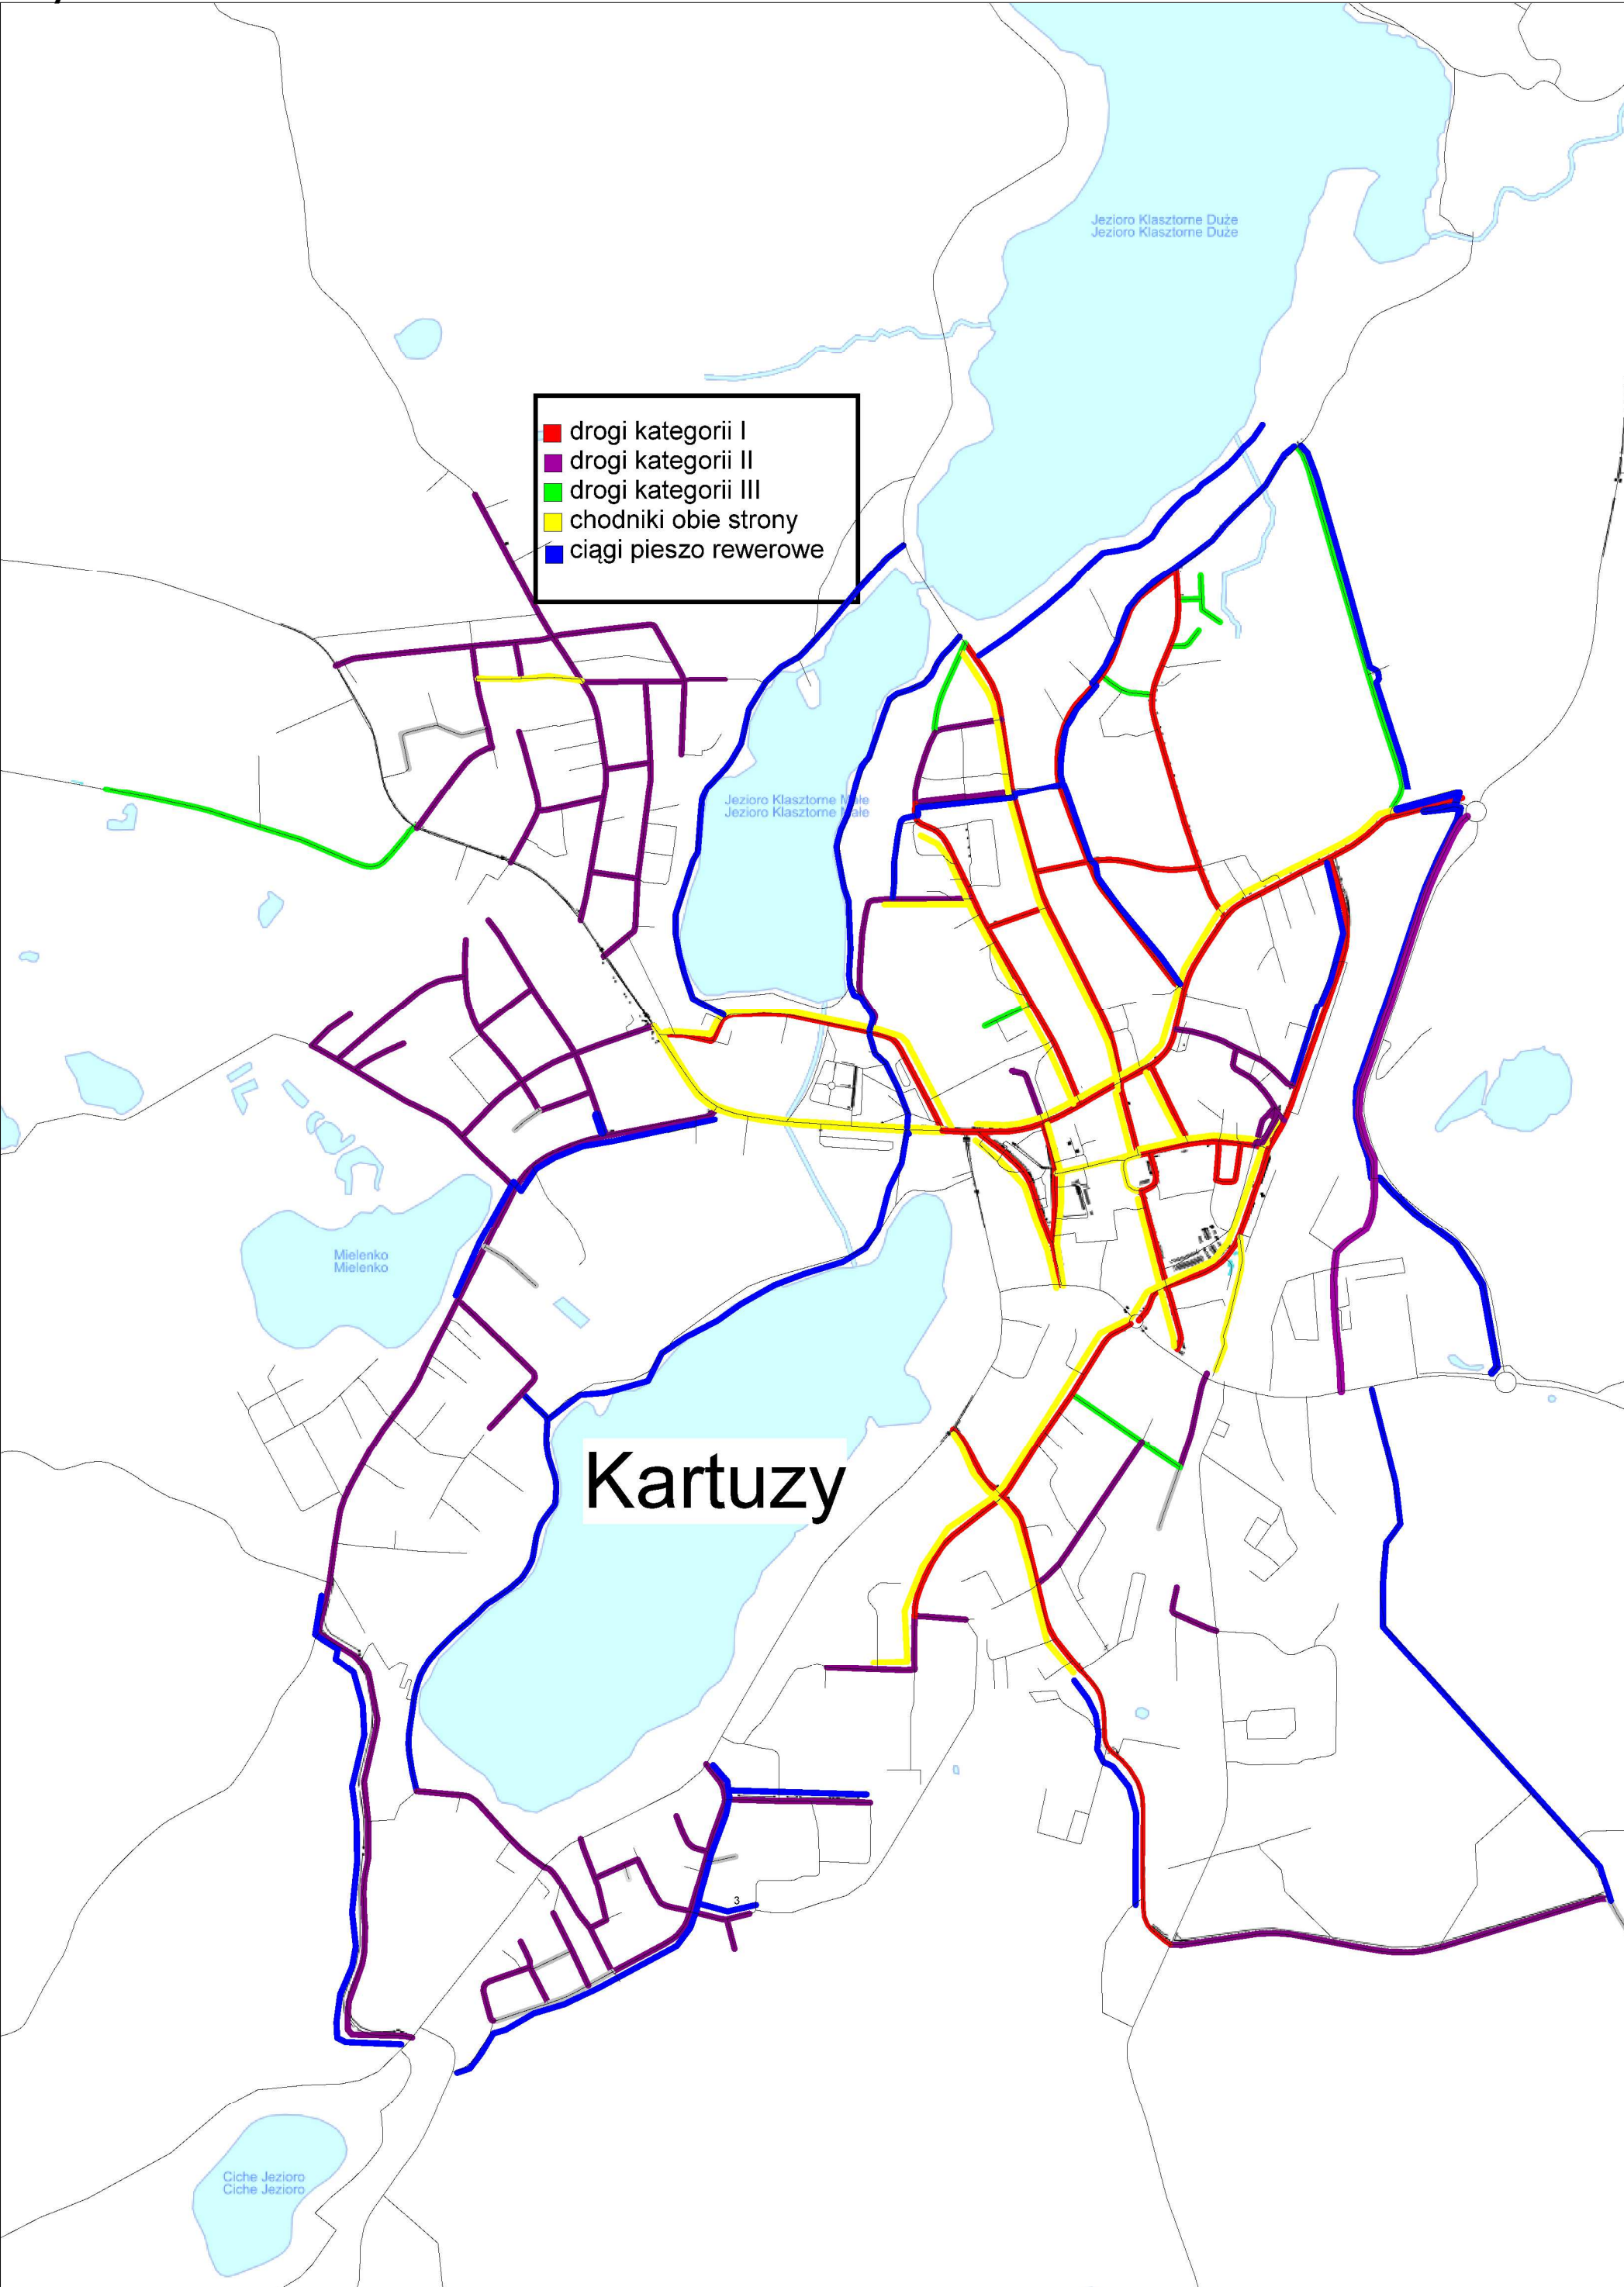 Jezioro Klasztorne Duże
Jezioro Klasztorne Duże
drogi kategorii I
drogi kategorii II
drogi kategorii III
chodniki obie strony
ciągi pieszo rewerowe
Jezioro Klasztorne Małe
Jezioro Klasztorne Małe
Mielenko
Mielenko
Kartuzy
3
Ciche Jezioro
Ciche Jezioro